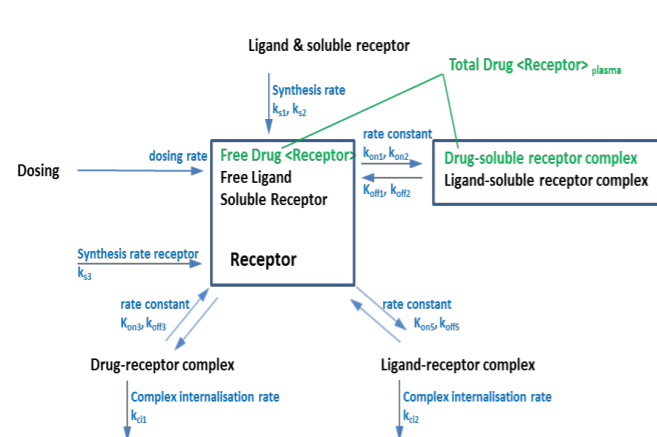 Ligand & soluble receptor
Total Drug <Receptor> plasma
Synthesis rate
ks1, ks2
rate constant
kon1, kon2
dosing rate
Dosing
Free Drug <Receptor>
Free Ligand
Soluble Receptor
Drug-soluble receptor complex
Ligand-soluble receptor complex
Koff1, koff2
Synthesis rate receptor
ks3
Receptor
rate constant
Kon3, koff3
rate constant
Kon5, koff5
Drug-receptor complex
Ligand-receptor complex
Complex internalisation rate
kci1
Complex internalisation rate
kci2